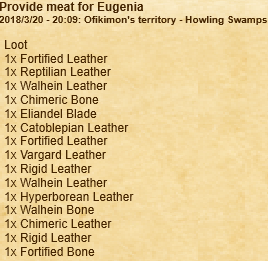 Provide meat for Eugenia
2018/3/20 - 20:09: Ofikimon's territory - Howling Swamps
Loot
1x Fortified Leather
1x Reptilian Leather
1x Walhein Leather
1x Chimeric Bone
1x Eliandel Blade
1x Catoblepian Leather
1x Fortified Leather
1x Vargard Leather
1x Rigid Leather
1x Walhein Leather
1x Hyperborean Leather
1x Walhein Bone
1x Chimeric Leather
1x Rigid Leather
1x Fortified Bone